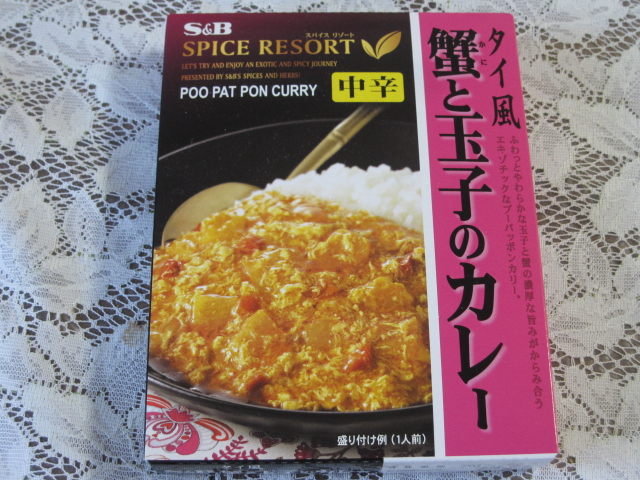 S&B
スパイス リゾート
SPICE RESORT
LET'S TRY AND ENJOY AN EXOTIC AND SPICY JOURNEY
PRESENTED BY S&B'S SPICES AND HERBS!
POO PAT PON CURRY
中辛
タイ風
蟹と玉子のカレー
かに
ふわっとやわらかな玉子と蟹の濃厚な旨みがからみ合う
エキゾチックなプーパッポンカリー。
盛り付け例(1人前)